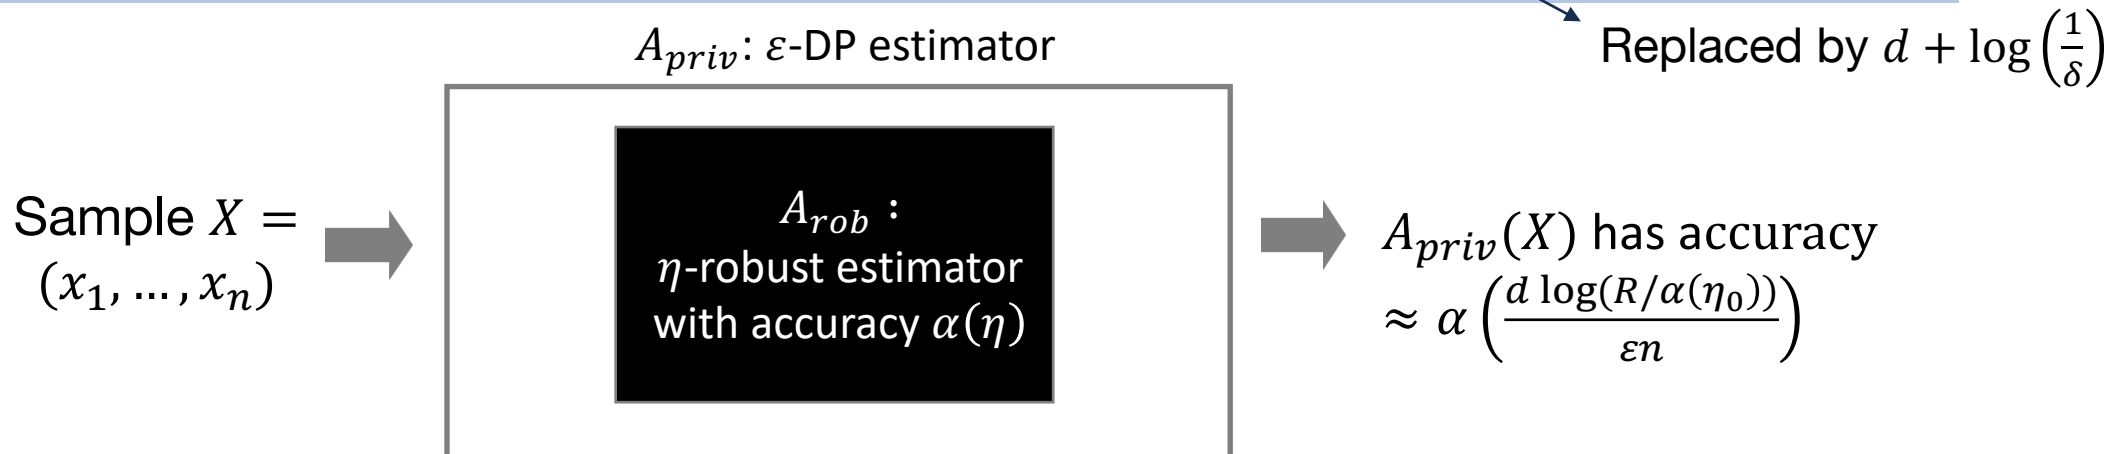 A_priv: ε-DP estimator
Replaced by d + log(1/δ)
Sample X =
(x_1, … , x_n)
A_rob :
η-robust estimator
with accuracy α(η)
A_priv(X) has accuracy
≈ α(d log(R/α(η_0))/εn)